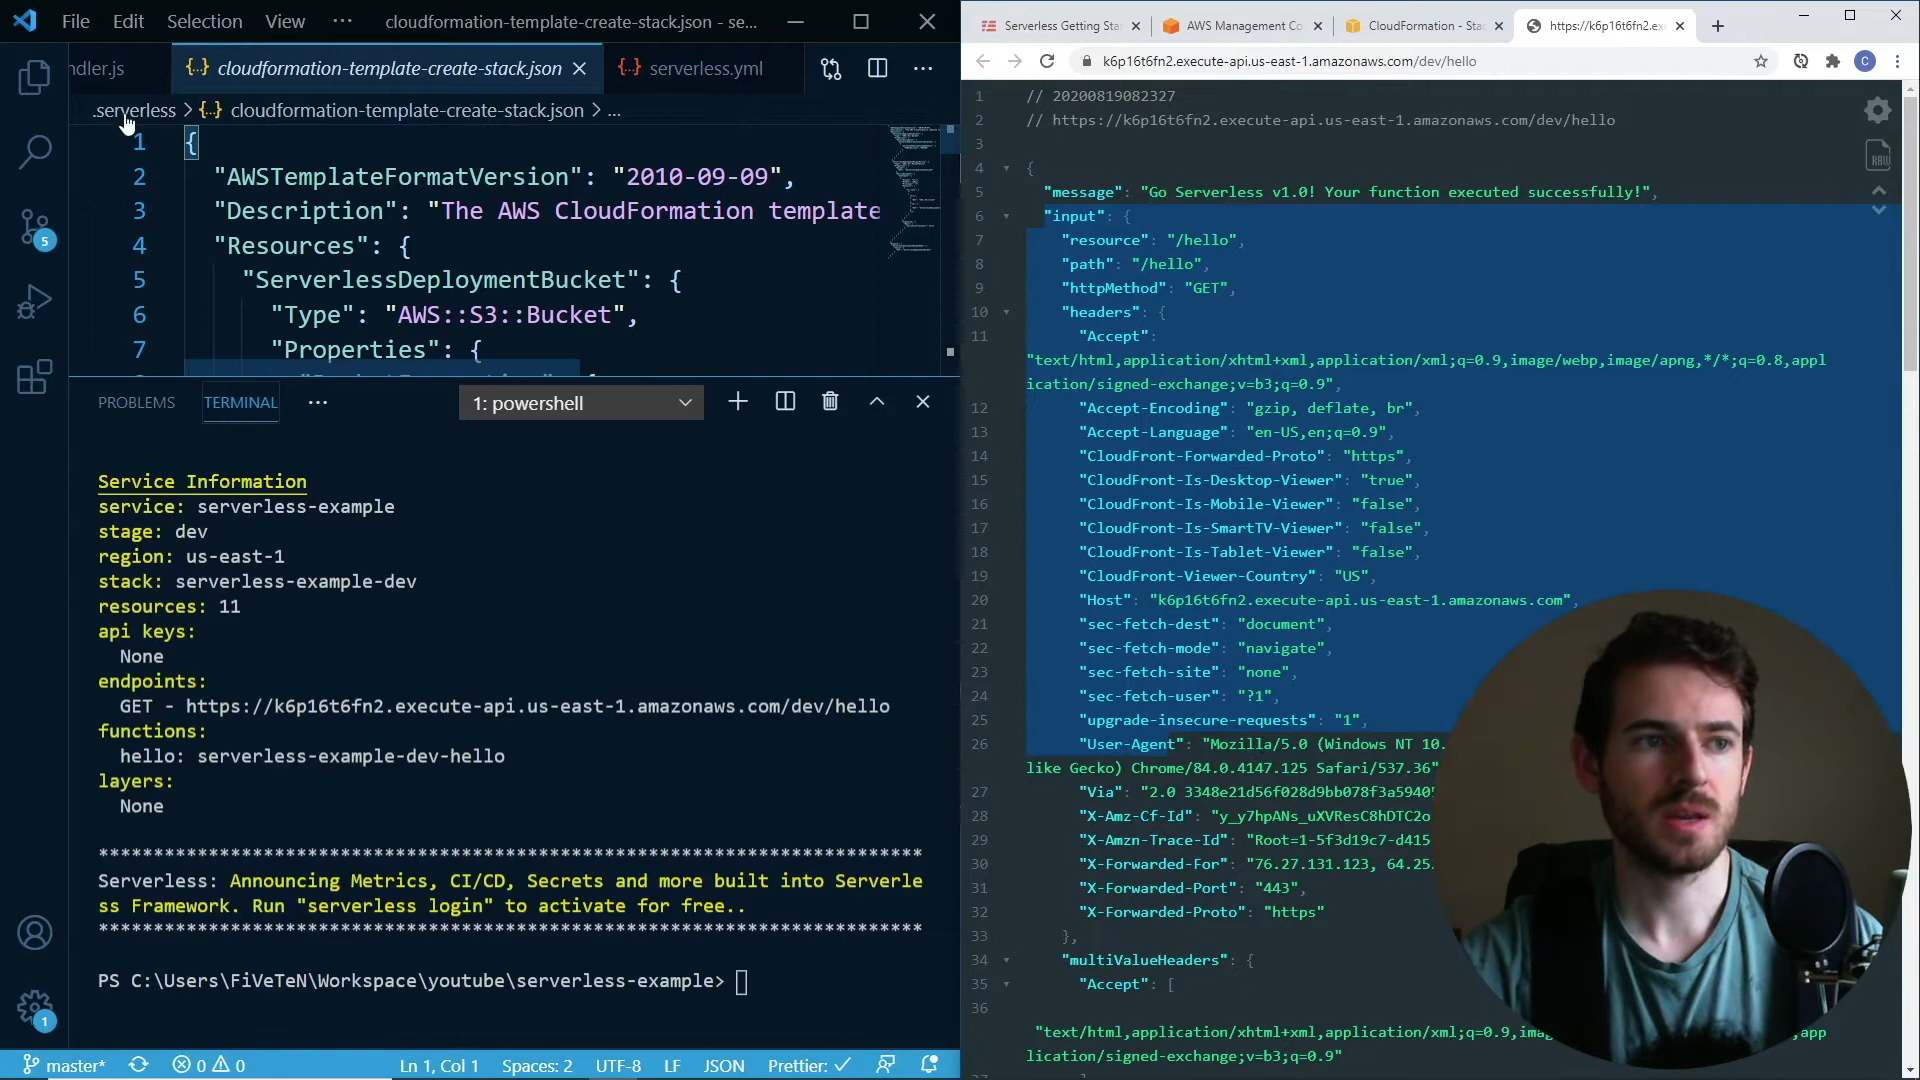 File Edit Selection View ··· cloudformation-template-create-stack.json - se...
ndler.js {} cloudformation-template-create-stack.json serverless.yml
.serverless > {} cloudformation-template-create-stack.json > ...
1 {
2 "AWSTemplateFormatVersion": "2010-09-09",
3 "Description": "The AWS CloudFormation template
4 "Resources": {
5 "ServerlessDeploymentBucket": {
6 "Type": "AWS::S3::Bucket",
7 "Properties": {
PROBLEMS TERMINAL ··· 1: powershell
Service Information
service: serverless-example
stage: dev
region: us-east-1
stack: serverless-example-dev
resources: 11
api keys:
None
endpoints:
GET - https://k6p16t6fn2.execute-api.us-east-1.amazonaws.com/dev/hello
functions:
hello: serverless-example-dev-hello
layers:
None
***************************************************************************
Serverless: Announcing Metrics, CI/CD, Secrets and more built into Serverle
ss Framework. Run "serverless login" to activate for free..
***************************************************************************
PS C:\Users\FiVeTeN\Workspace\youtube\serverless-example>
5
1
master* 0 0 Ln 1, Col 1 Spaces: 2 UTF-8 LF JSON Prettier: ✓
Serverless Getting Sta AWS Management Co CloudFormation - Sta https://k6p16t6fn2.exe
k6p16t6fn2.execute-api.us-east-1.amazonaws.com/dev/hello C
RAW
1 // 20200819082327
2 // https://k6p16t6fn2.execute-api.us-east-1.amazonaws.com/dev/hello
3
4 {
5 "message": "Go Serverless v1.0! Your function executed successfully!",
6 "input": {
7 "resource": "/hello",
8 "path": "/hello",
9 "httpMethod": "GET",
10 "headers": {
11 "Accept":
"text/html,application/xhtml+xml,application/xml;q=0.9,image/webp,image/apng,*/*;q=0.8,appl
ication/signed-exchange;v=b3;q=0.9",
12 "Accept-Encoding": "gzip, deflate, br",
13 "Accept-Language": "en-US,en;q=0.9",
14 "CloudFront-Forwarded-Proto": "https",
15 "CloudFront-Is-Desktop-Viewer": "true",
16 "CloudFront-Is-Mobile-Viewer": "false",
17 "CloudFront-Is-SmartTV-Viewer": "false",
18 "CloudFront-Is-Tablet-Viewer": "false",
19 "CloudFront-Viewer-Country": "US",
20 "Host": "k6p16t6fn2.execute-api.us-east-1.amazonaws.com",
21 "sec-fetch-dest": "document",
22 "sec-fetch-mode": "navigate",
23 "sec-fetch-site": "none",
24 "sec-fetch-user": "?1",
25 "upgrade-insecure-requests": "1",
26 "User-Agent": "Mozilla/5.0 (Windows NT 10.
like Gecko) Chrome/84.0.4147.125 Safari/537.36"
27 "Via": "2.0 3348e21d56f028d9bb078f3a5940
28 "X-Amz-Cf-Id": "y_y7hpANs_uXVResC8hDTC2o
29 "X-Amzn-Trace-Id": "Root=1-5f3d19c7-d415
30 "X-Forwarded-For": "76.27.131.123, 64.25.
31 "X-Forwarded-Port": "443",
32 "X-Forwarded-Proto": "https"
33 },
34 "multiValueHeaders": {
35 "Accept": [
36
"text/html,application/xhtml+xml,application/xml;q=0.9,ima
lication/signed-exchange;v=b3;q=0.9"